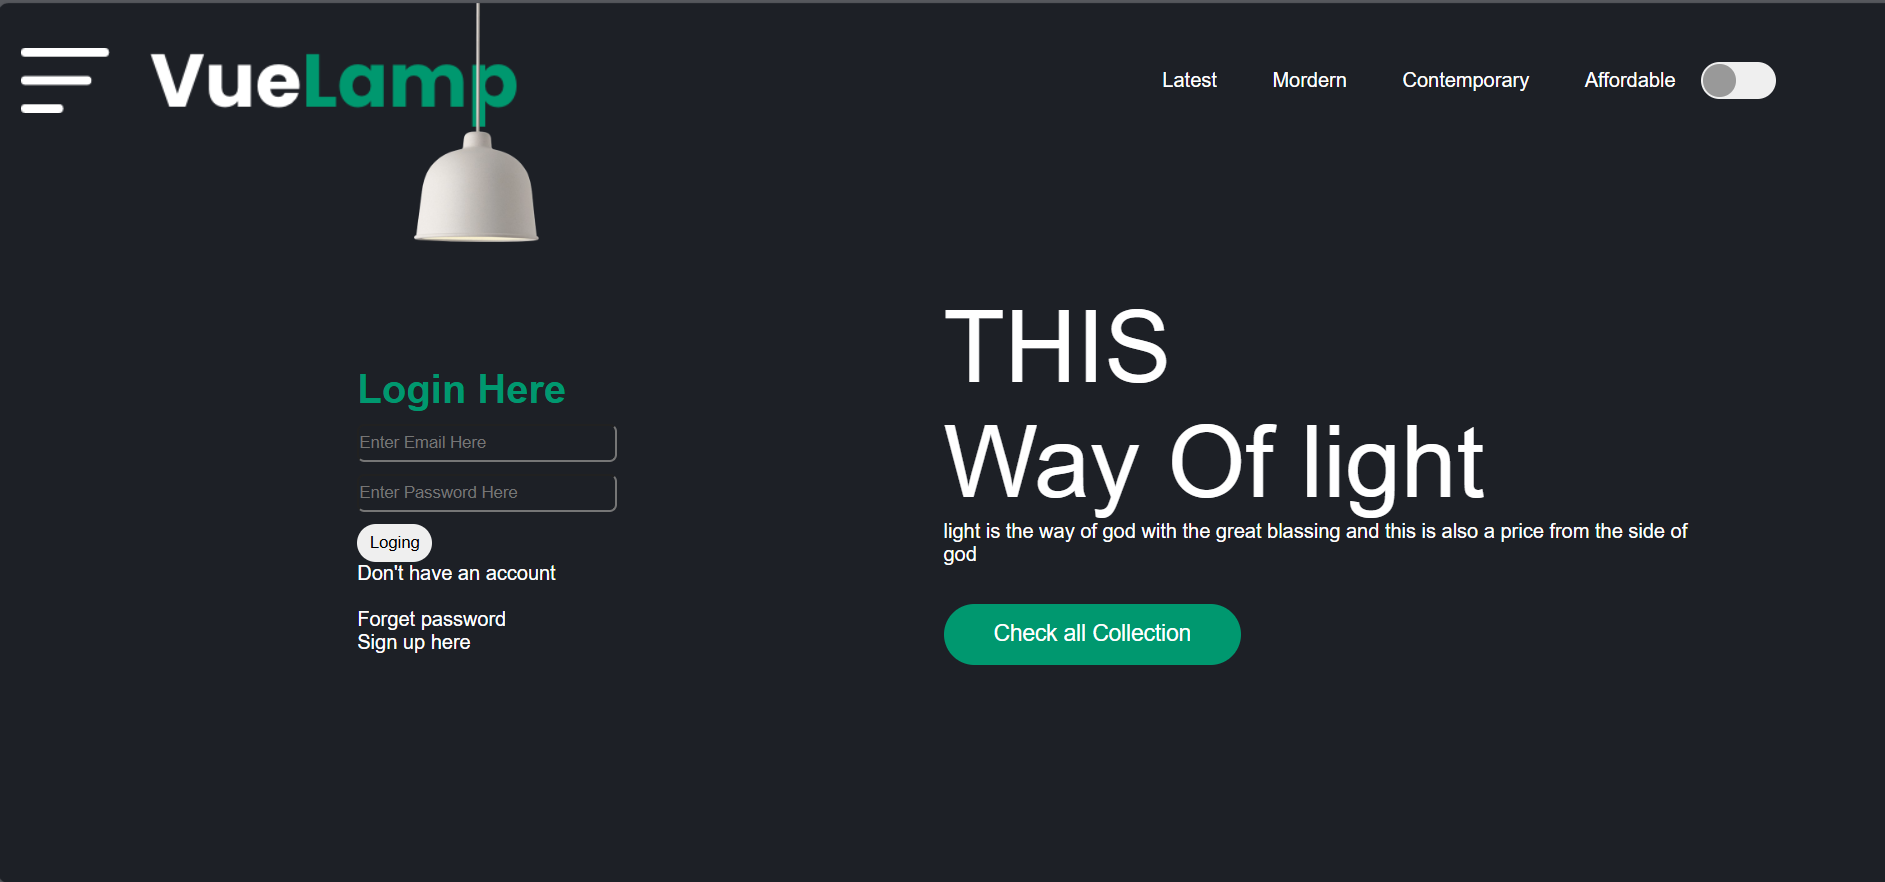 VueLamp
Latest
Mordern
Contemporary
Affordable
Login Here
Enter Email Here
Enter Password Here
Loging
Don't have an account
Forget password
Sign up here
THIS
Way Of light
light is the way of god with the great blassing and this is also a price from the side of
god
Check all Collection